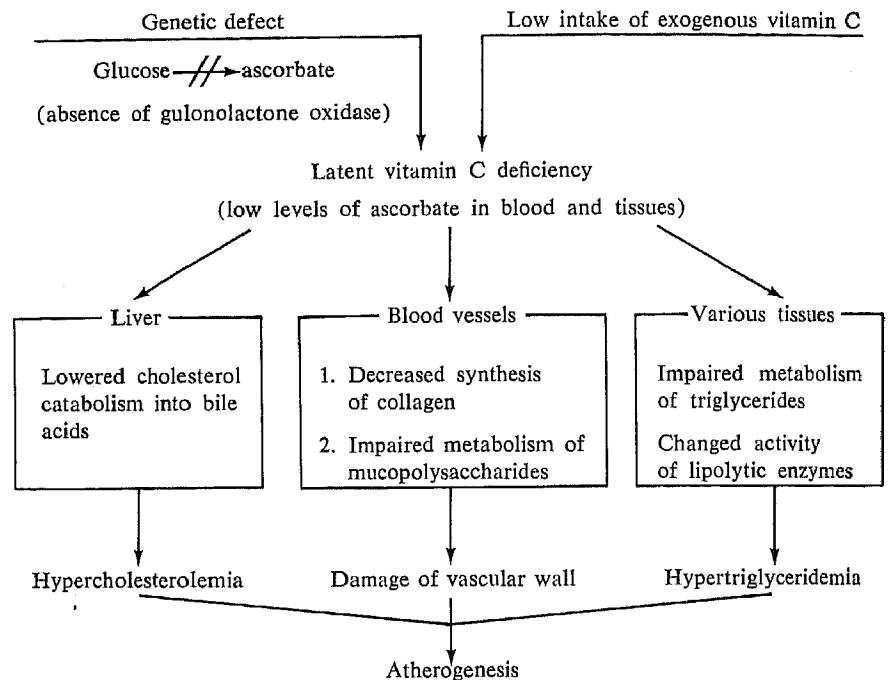 Genetic defect
Low intake of exogenous vitamin C
Glucose ascorbate
(absence of gulonolactone oxidase)
Latent vitamin C deficiency
(low levels of ascorbate in blood and tissues)
Liver
Lowered cholesterol
catabolism into bile
acids
Blood vessels
1. Decreased synthesis
of collagen
2. Impaired metabolism of
mucopolysaccharides
Various tissues
Impaired metabolism
of triglycerides
Changed activity
of lipolytic enzymes
Hypercholesterolemia
Damage of vascular wall
Hypertriglyceridemia
Atherogenesis